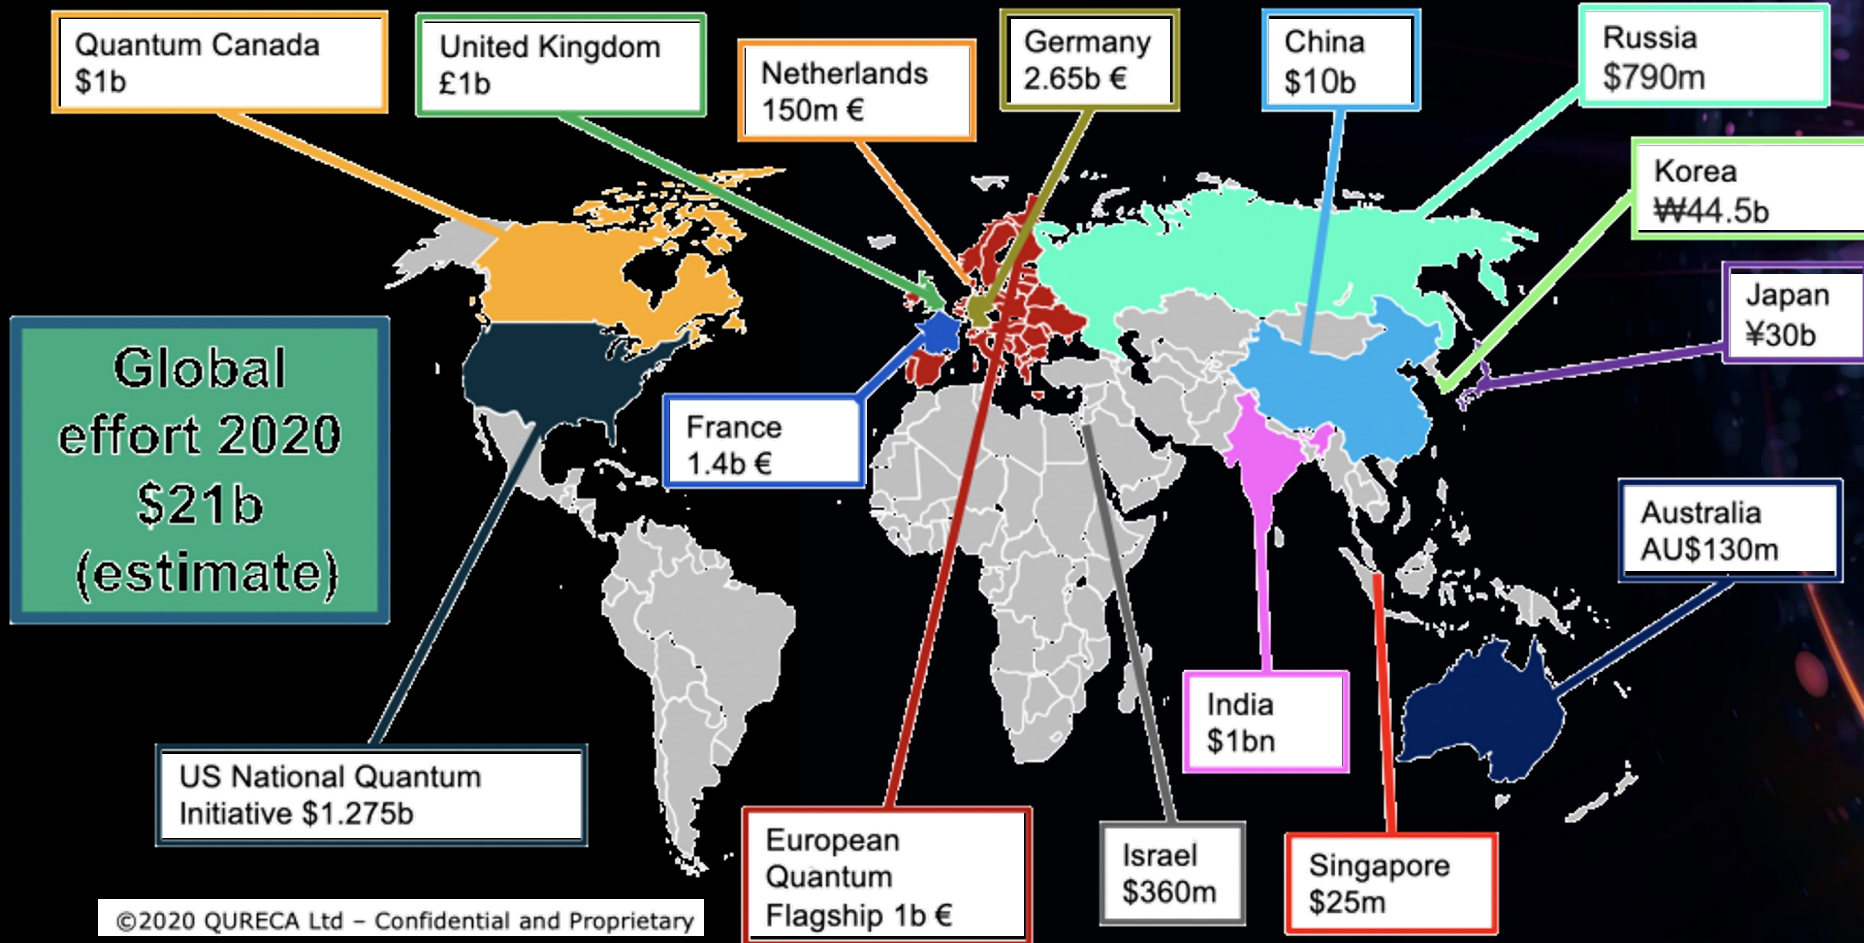 Quantum Canada
$1b
United Kingdom
£1b
Netherlands
150m €
Germany
2.65b €
China
$10b
Russia
$790m
Korea
₩44.5b
Japan
¥30b
Global
effort 2020
$21b
(estimate)
France
1.4b €
Australia
AU$130m
India
$1bn
US National Quantum
Initiative $1.275b
European
Quantum
Flagship 1b €
Israel
$360m
Singapore
$25m
©2020 QURECA Ltd – Confidential and Proprietary